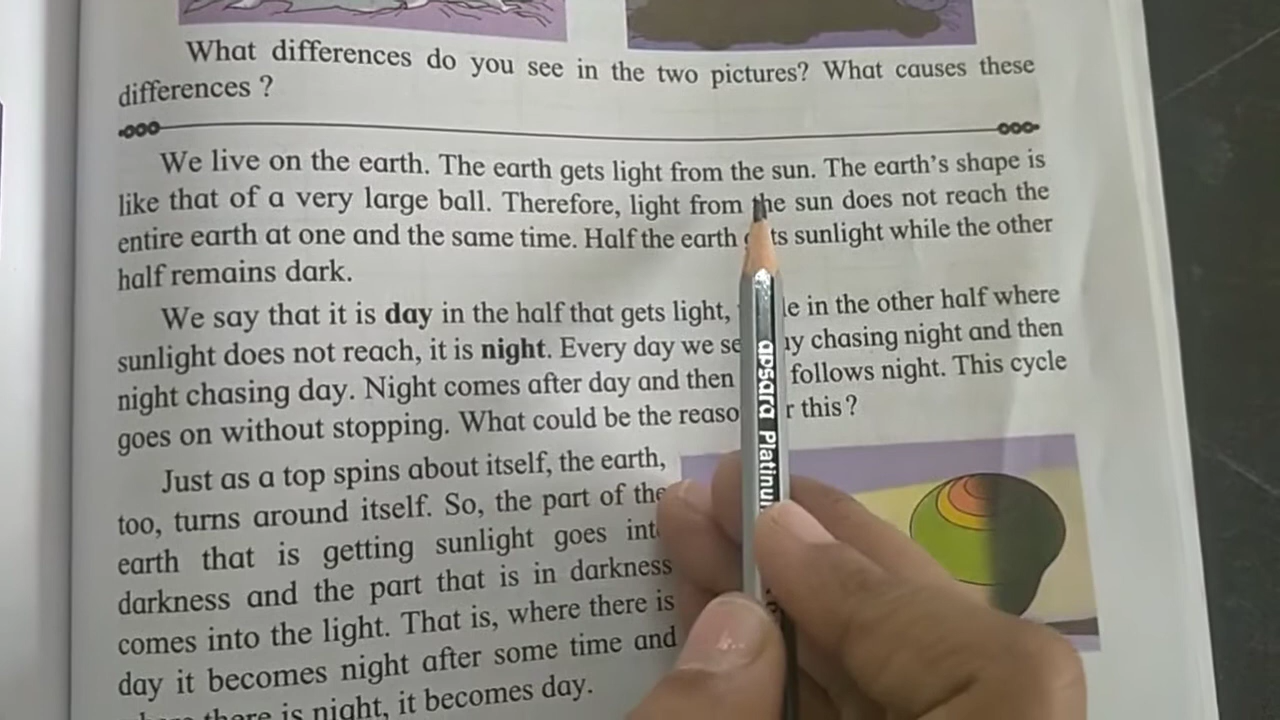 What differences do you see in the two pictures? What causes these
differences ?
We live on the earth. The earth gets light from the sun. The earth's shape is
like that of a very large ball. Therefore, light from the sun does not reach the
entire earth at one and the same time. Half the earth sunlight while the other
half remains dark.
We say that it is day in the half that gets light, in the other half where
sunlight does not reach, it is night. Every day we chasing night and then
night chasing day. Night comes after day and then follows night. This cycle
goes on without stopping. What could be the this ?
Just as a top spins about itself, the earth,
too, turns around itself. So, the part of the
earth that is getting sunlight goes
darkness and the part that is in darkness
comes into the light. That is, where there is
day it becomes night after some time and
there is night, it becomes day.
apsara Platinum